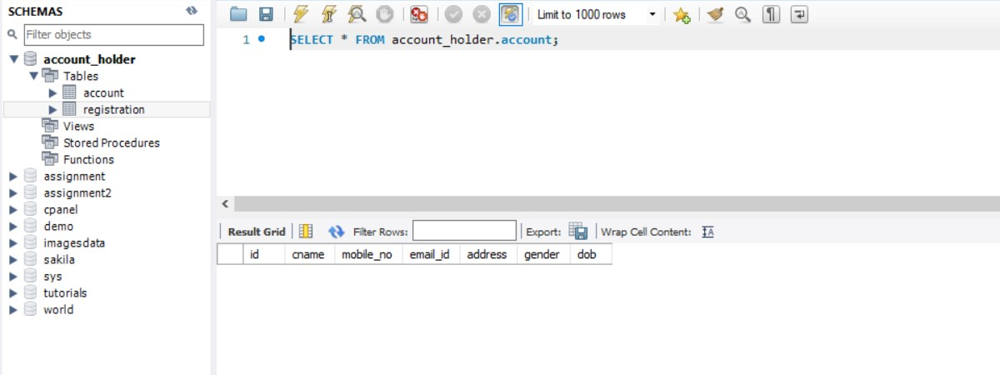 SCHEMAS
Filter objects
account_holder
Tables
account
registration
Views
Stored Procedures
Functions
assignment
assignment2
cpanel
demo
imagesdata
sakila
sys
tutorials
world
Limit to 1000 rows
1 SELECT * FROM account_holder.account;
Result Grid Filter Rows: Export: Wrap Cell Content: IA
id cname mobile_no email_id address gender dob